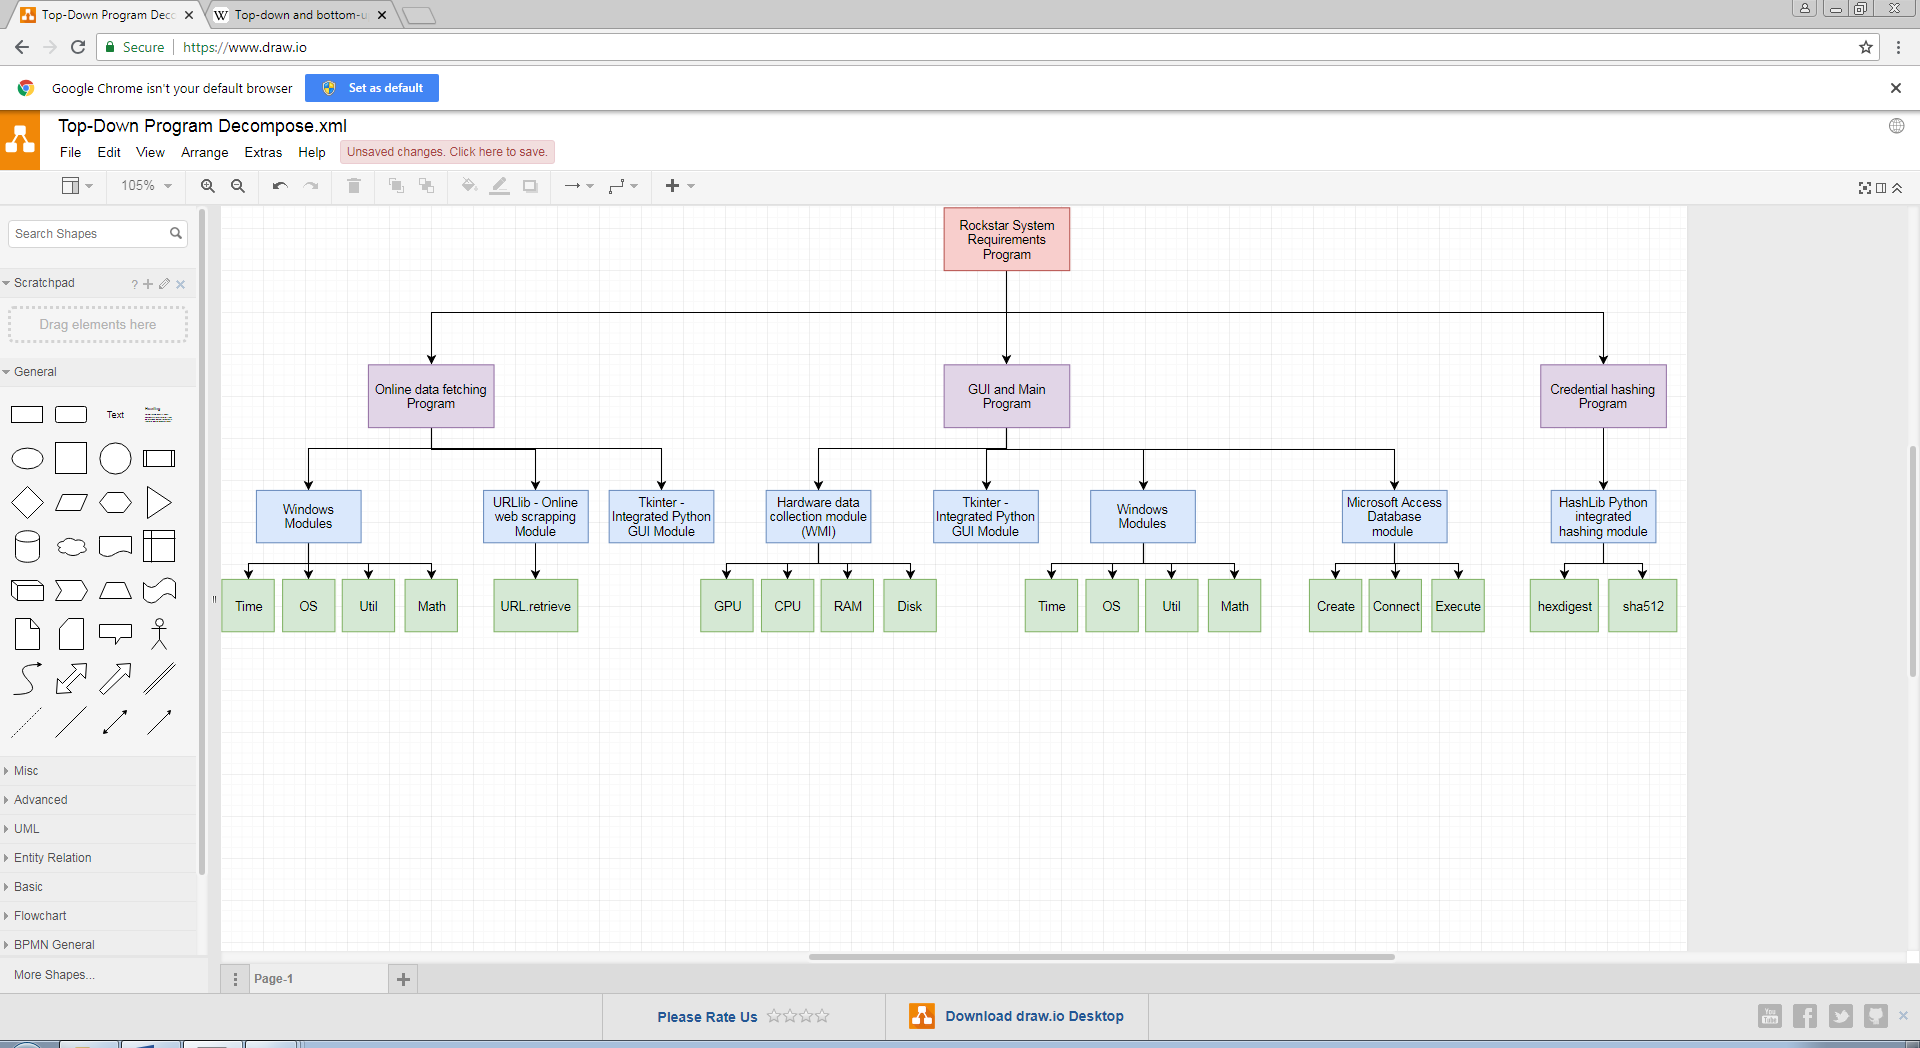 Top-Down Program Dec
Top-down and bottom-u
Secure
https://www.draw.io
Google Chrome isn't your default browser
Set as default
Top-Down Program Decompose.xml
File Edit View Arrange Extras Help
Unsaved changes. Click here to save.
105%
Search Shapes
Scratchpad
?
Drag elements here
General
Text
Heading
Misc
Advanced
UML
Entity Relation
Basic
Flowchart
BPMN General
More Shapes...
Rockstar System
Requirements
Program
Online data fetching
Program
GUI and Main
Program
Credential hashing
Program
Windows
Modules
URLlib - Online
web scrapping
Module
Tkinter -
Integrated Python
GUI Module
Hardware data
collection module
(WMI)
Tkinter -
Integrated Python
GUI Module
Windows
Modules
Microsoft Access
Database
module
HashLib Python
integrated
hashing module
Time
OS
Util
Math
URL.retrieve
GPU
CPU
RAM
Disk
Time
OS
Util
Math
Create
Connect
Execute
hexdigest
sha512
Page-1
Please Rate Us
Download draw.io Desktop
You
Tube